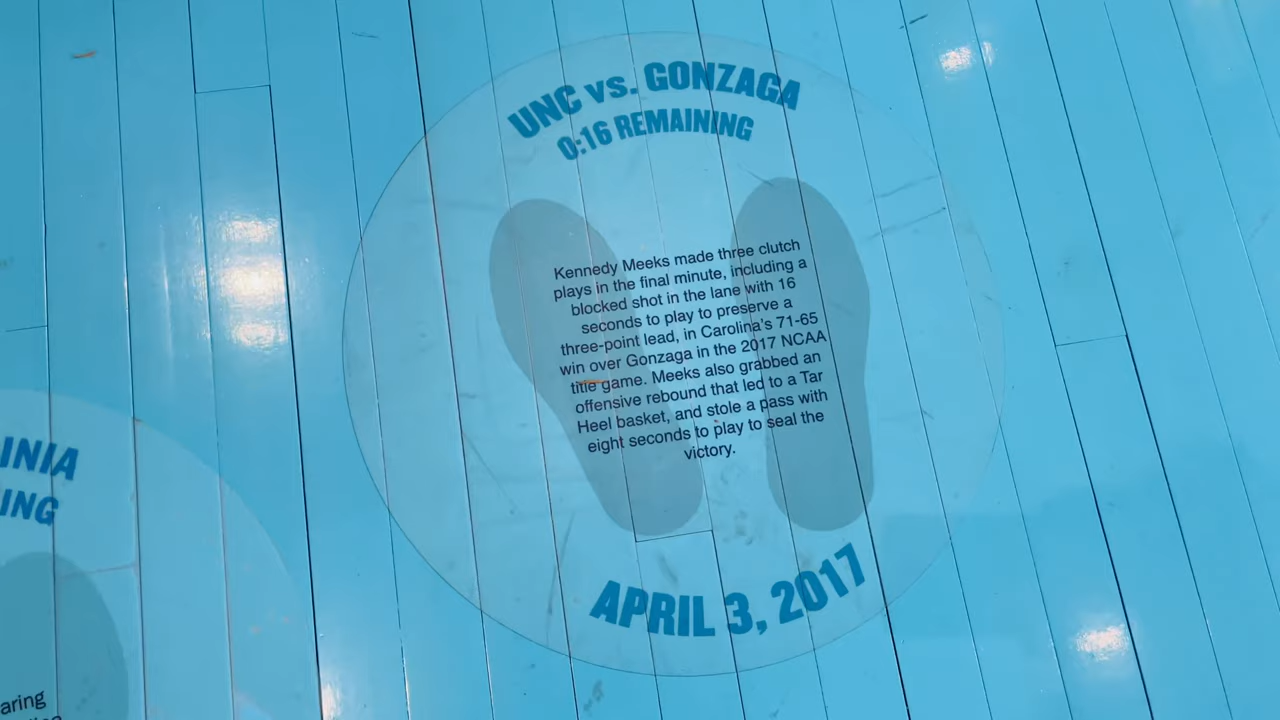 UNC vs. GONZAGA
0:16 REMAINING
Kennedy Meeks made three clutch
plays in the final minute, including a
blocked shot in the lane with 16
seconds to play to preserve a
three-point lead, in Carolina's 71-65
win over Gonzaga in the 2017 NCAA
title game. Meeks also grabbed an
offensive rebound that led to a Tar
Heel basket, and stole a pass with
eight seconds to play to seal the
victory.
APRIL 3, 2017
INIA
ING
aring